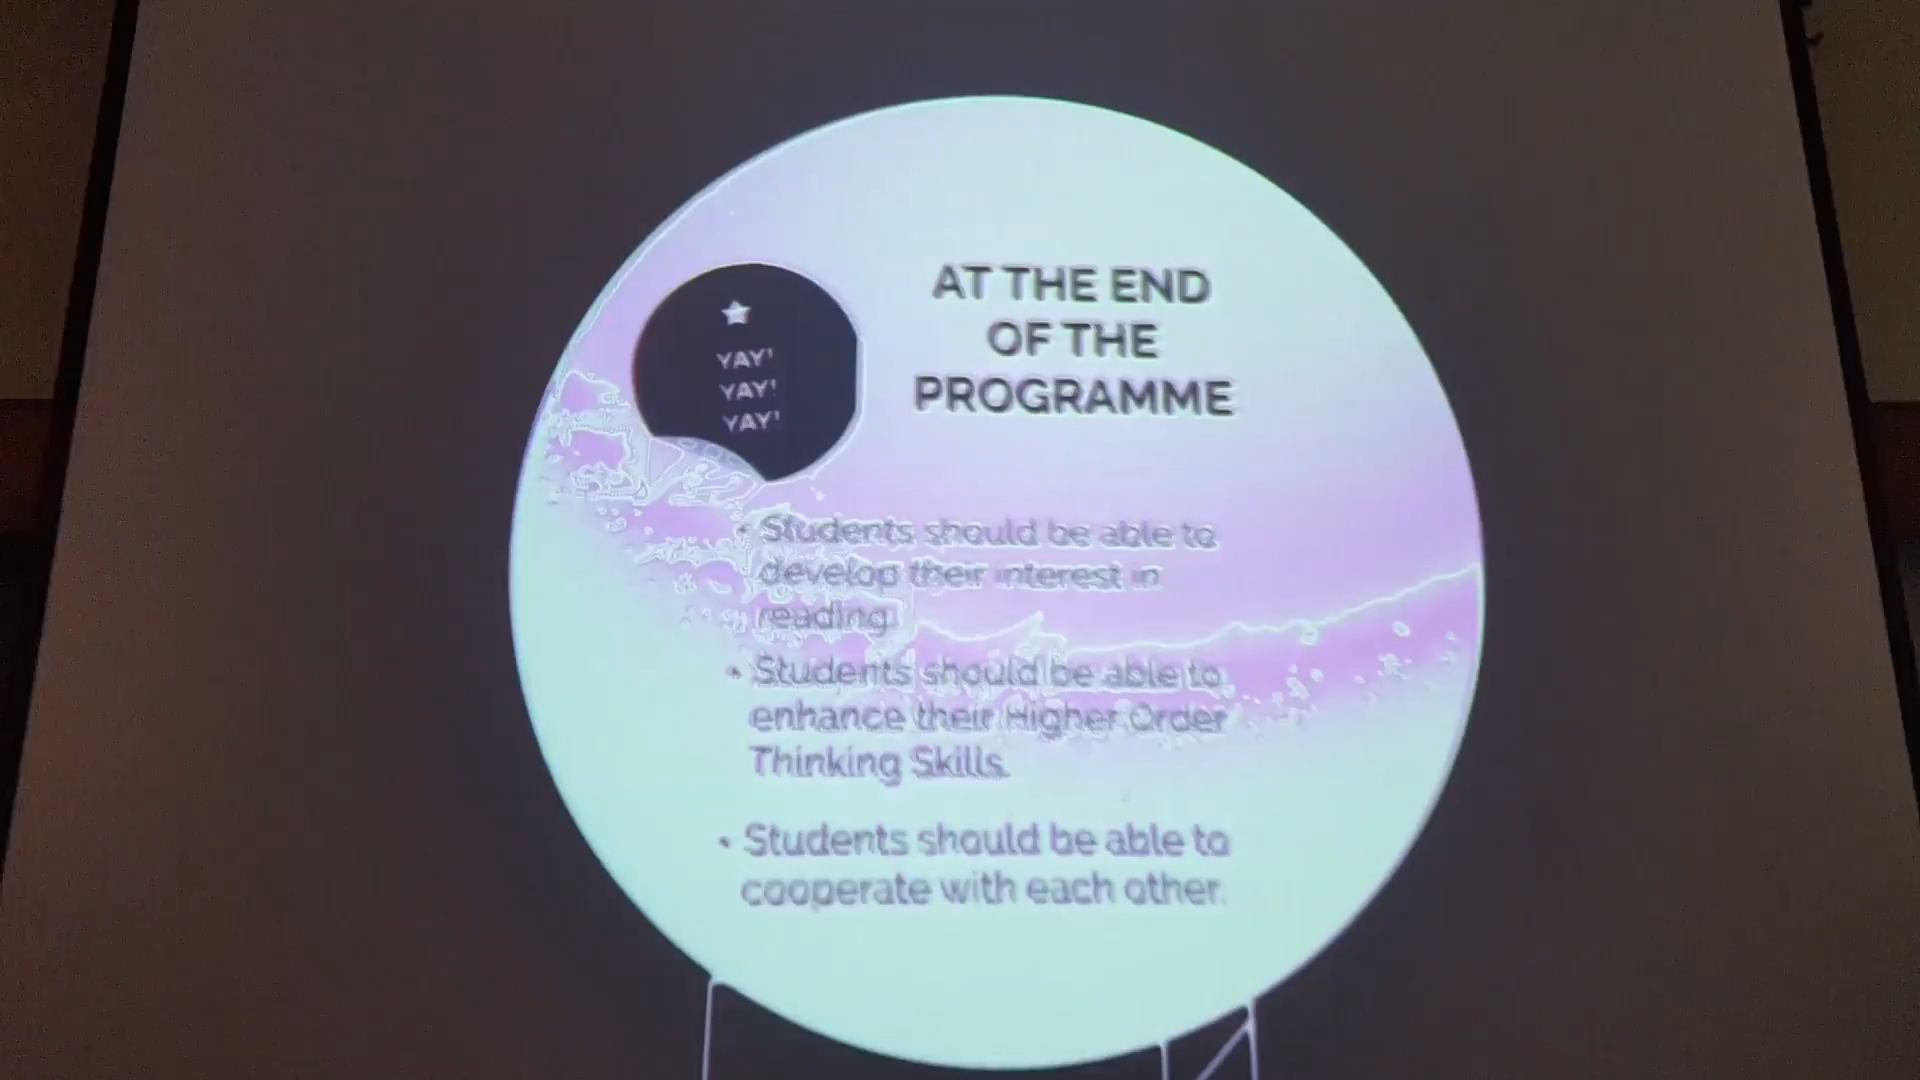 YAY!
YAY!
YAY!
AT THE END
OF THE
PROGRAMME
• Students should be able to
develop their interest in
reading
• Students should be able to
enhance their Higher Order
Thinking Skills.
• Students should be able to
cooperate with each other.